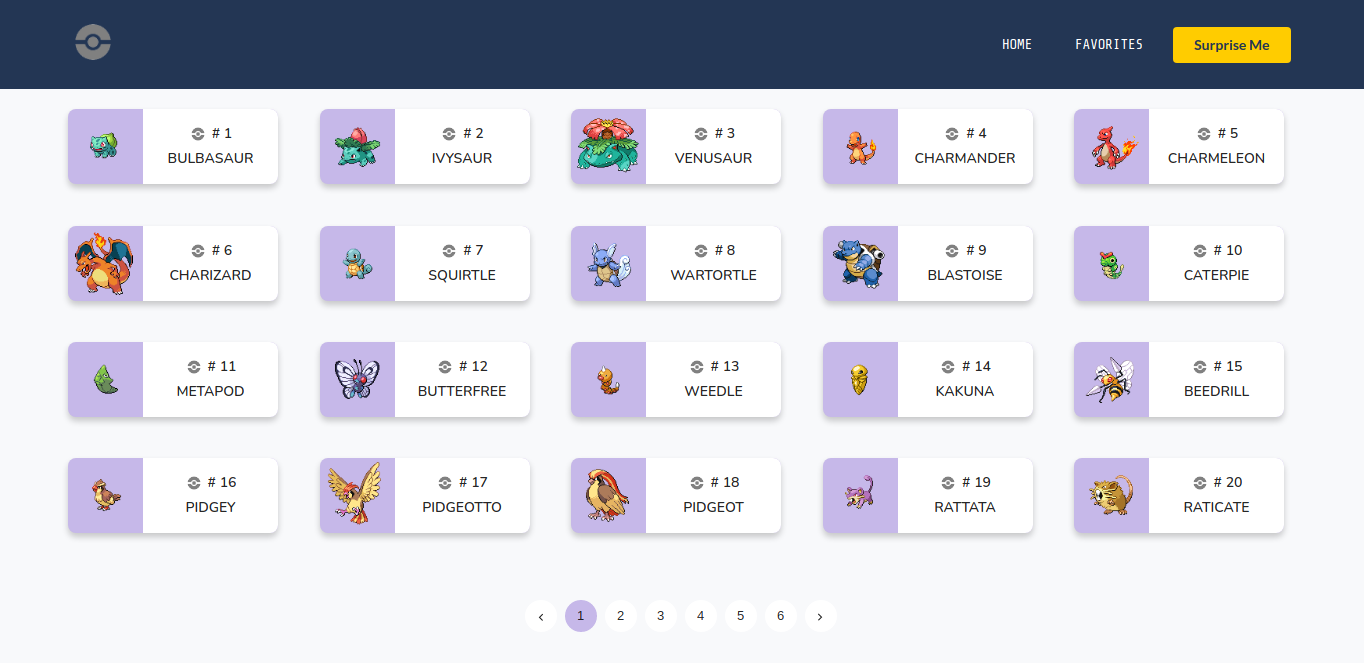 HOME FAVORITES Surprise Me
# 1
BULBASAUR
# 2
IVYSAUR
# 3
VENUSAUR
# 4
CHARMANDER
# 5
CHARMELEON
# 6
CHARIZARD
# 7
SQUIRTLE
# 8
WARTORTLE
# 9
BLASTOISE
# 10
CATERPIE
# 11
METAPOD
# 12
BUTTERFREE
# 13
WEEDLE
# 14
KAKUNA
# 15
BEEDRILL
# 16
PIDGEY
# 17
PIDGEOTTO
# 18
PIDGEOT
# 19
RATTATA
# 20
RATICATE
‹ 1 2 3 4 5 6 ›